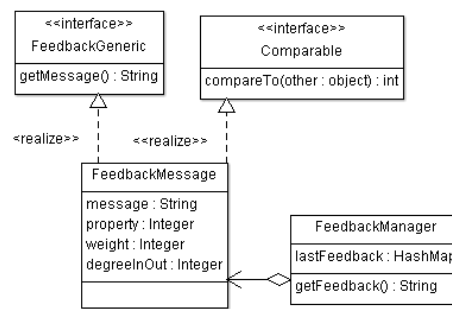 <<interface>>
FeedbackGeneric
getMessage() : String
<<interface>>
Comparable
compareTo(other : object) : int
<realize>>
<<realize>>
FeedbackMessage
message : String
property : Integer
weight : Integer
degreeInOut : Integer
FeedbackManager
lastFeedback : HashMap
getFeedback() : String